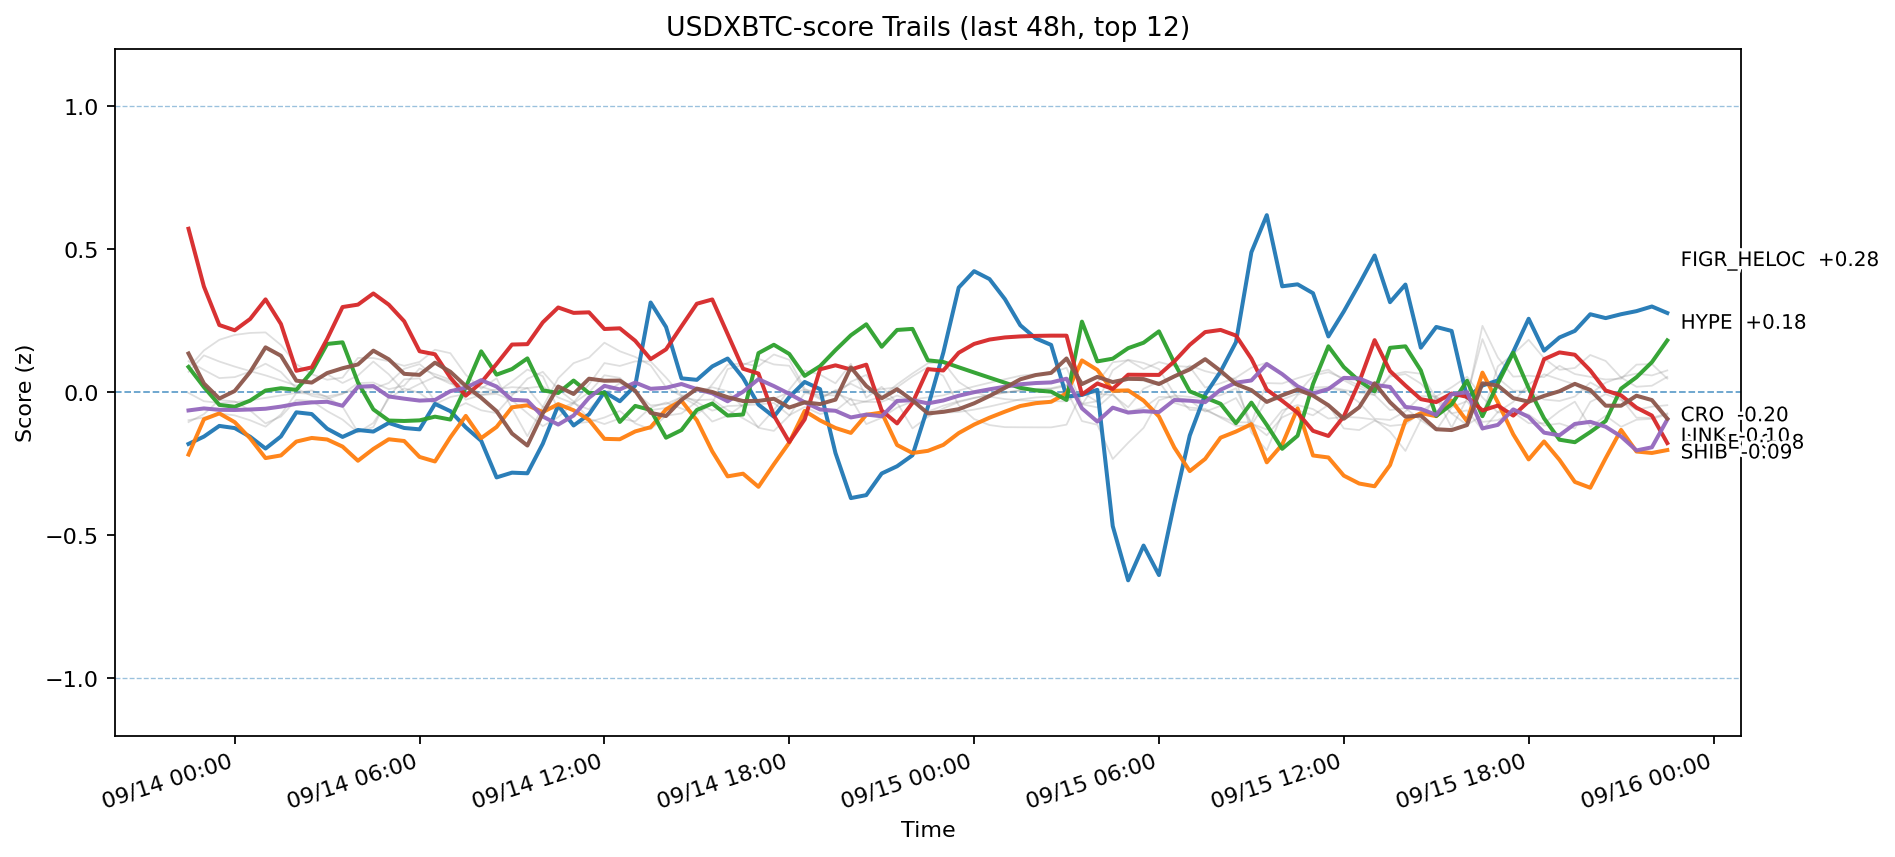 USDXBTC-score Trails (last 48h, top 12)
Score (z)
1.0
0.5
0.0
−0.5
−1.0
FIGR_HELOC +0.28
HYPE +0.18
CRO -0.20
LINK -0.10
SHIB -0.09
09/14 00:00
09/14 06:00
09/14 12:00
09/14 18:00
09/15 00:00
09/15 06:00
09/15 12:00
09/15 18:00
09/16 00:00
Time